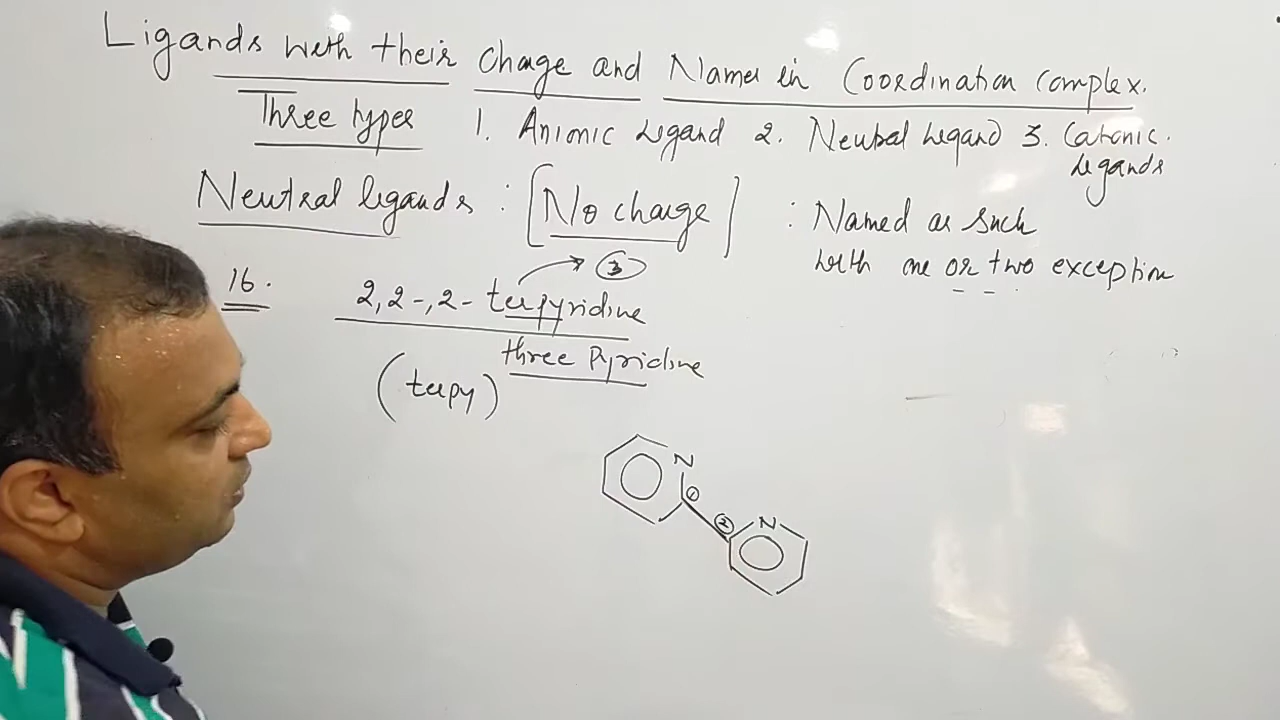 Ligands with their Charge and Names in Coordination Complex.
Three types 1. Anionic Ligand 2. Neutral Ligand 3. Cationic
Ligands
Neutral ligands : [No charge] : Named as such
with one or two exception
3
16. 2,2-,2- terpyridine
three Pyridine
(terpy)
N
1
2 N